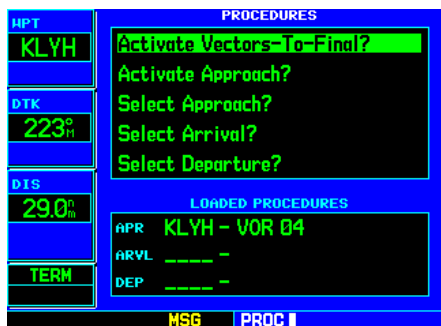 WPT
KLYH
DTK
223°M
DIS
29.0nm
TERM
PROCEDURES
Activate Vectors-To-Final?
Activate Approach?
Select Approach?
Select Arrival?
Select Departure?
LOADED PROCEDURES
APR KLYH - VOR 04
ARVL ____ -
DEP ____ -
MSG PROC